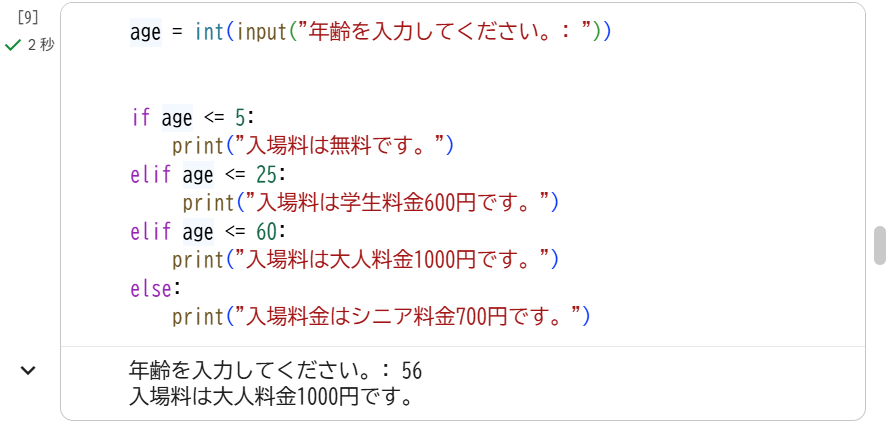 [9]
2 秒
age = int(input("年齢を入力してください。: "))
if age <= 5:
    print("入場料は無料です。")
elif age <= 25:
     print("入場料は学生料金600円です。")
elif age <= 60:
    print("入場料は大人料金1000円です。")
else:
    print("入場料金はシニア料金700円です。")
年齢を入力してください。: 56
入場料は大人料金1000円です。